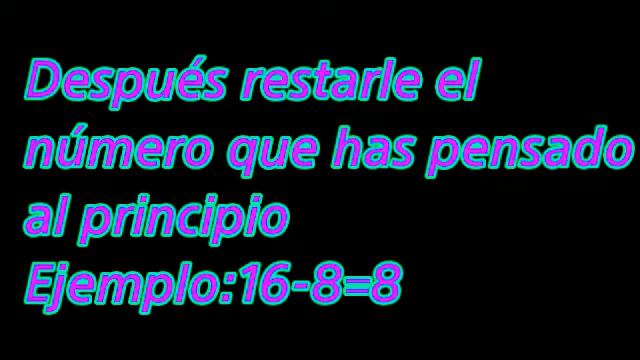 Después restarle el
número que has pensado
al principio
Ejemplo:16-8=8